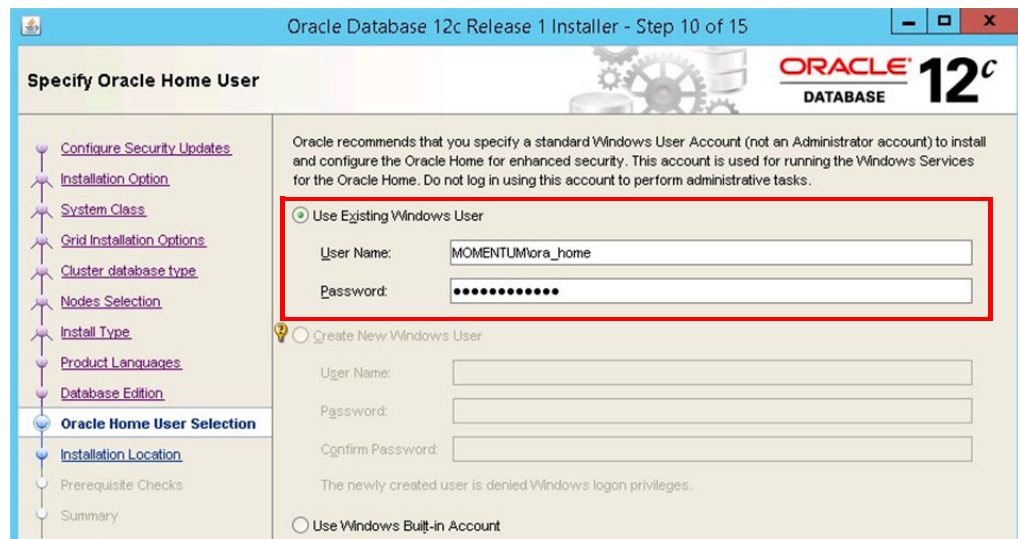 Oracle Database 12c Release 1 Installer - Step 10 of 15
Specify Oracle Home User
ORACLE
DATABASE
12c
Configure Security Updates
Installation Option
System Class
Grid Installation Options
Cluster database type
Nodes Selection
Install Type
Product Languages
Database Edition
Oracle Home User Selection
Installation Location
Prerequisite Checks
Summary
Oracle recommends that you specify a standard Windows User Account (not an Administrator account) to install
and configure the Oracle Home for enhanced security. This account is used for running the Windows Services
for the Oracle Home. Do not log in using this account to perform administrative tasks.
Use Existing Windows User
User Name: MOMENTUM\ora_home
Password: ●●●●●●●●●●●●
Create New Windows User
User Name:
Password:
Confirm Password:
The newly created user is denied Windows logon privileges.
Use Windows Built-in Account